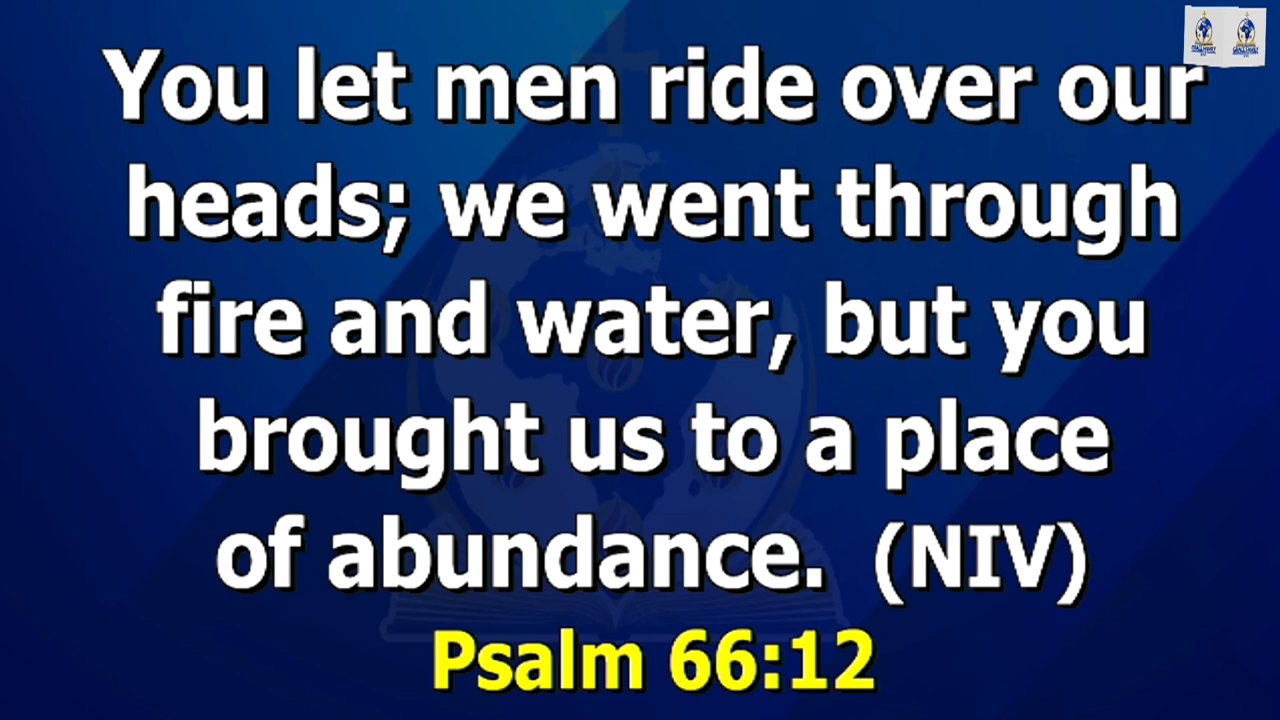 You let men ride over our
heads; we went through
fire and water, but you
brought us to a place
of abundance. (NIV)
Psalm 66:12